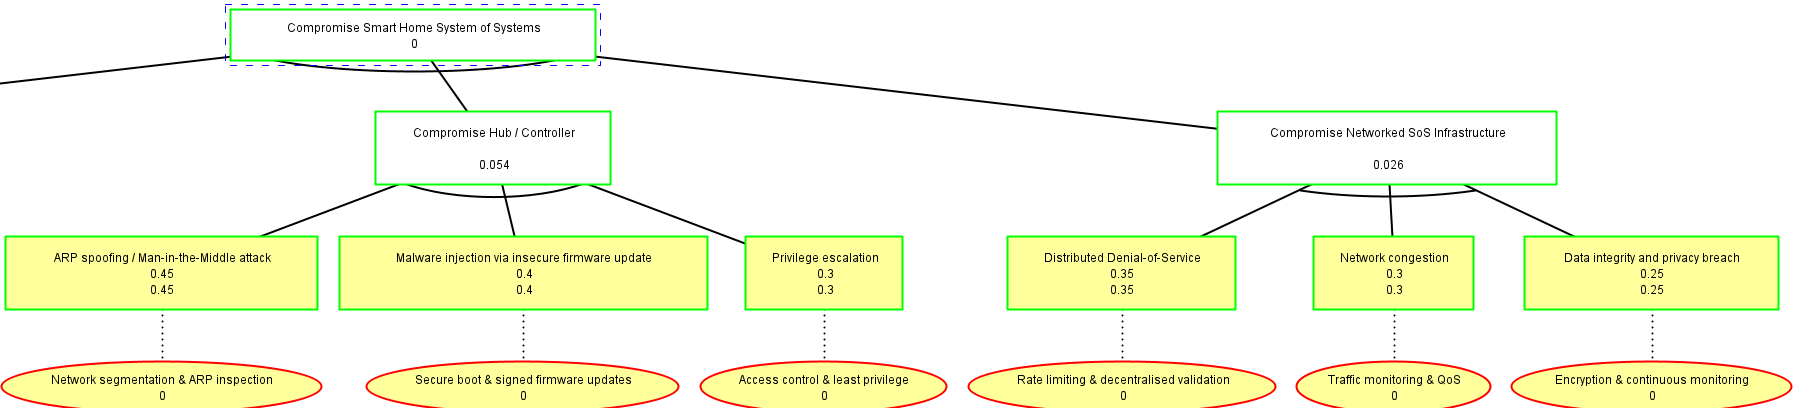 Compromise Smart Home System of Systems
0
Compromise Hub / Controller
0.054
Compromise Networked SoS Infrastructure
0.026
ARP spoofing / Man-in-the-Middle attack
0.45
0.45
Malware injection via insecure firmware update
0.4
0.4
Privilege escalation
0.3
0.3
Distributed Denial-of-Service
0.35
0.35
Network congestion
0.3
0.3
Data integrity and privacy breach
0.25
0.25
Network segmentation & ARP inspection
0
Secure boot & signed firmware updates
0
Access control & least privilege
0
Rate limiting & decentralised validation
0
Traffic monitoring & QoS
0
Encryption & continuous monitoring
0